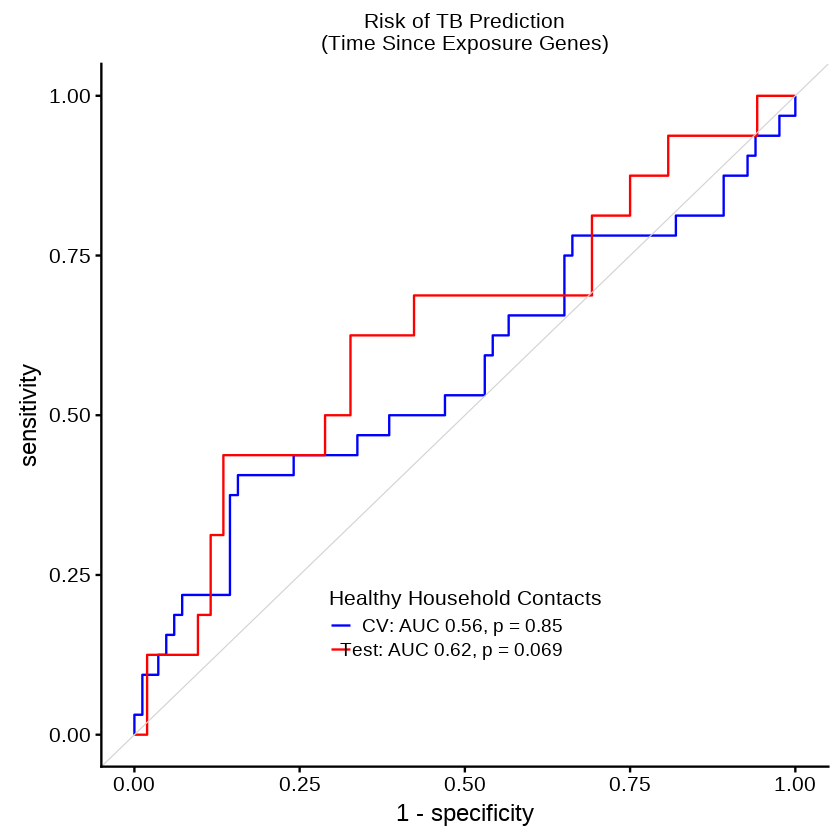 Risk of TB Prediction
(Time Since Exposure Genes)
1.00
0.75
0.50
0.25
0.00
sensitivity
Healthy Household Contacts
CV: AUC 0.56, p = 0.85
Test: AUC 0.62, p = 0.069
0.00 0.25 0.50 0.75 1.00
1 - specificity